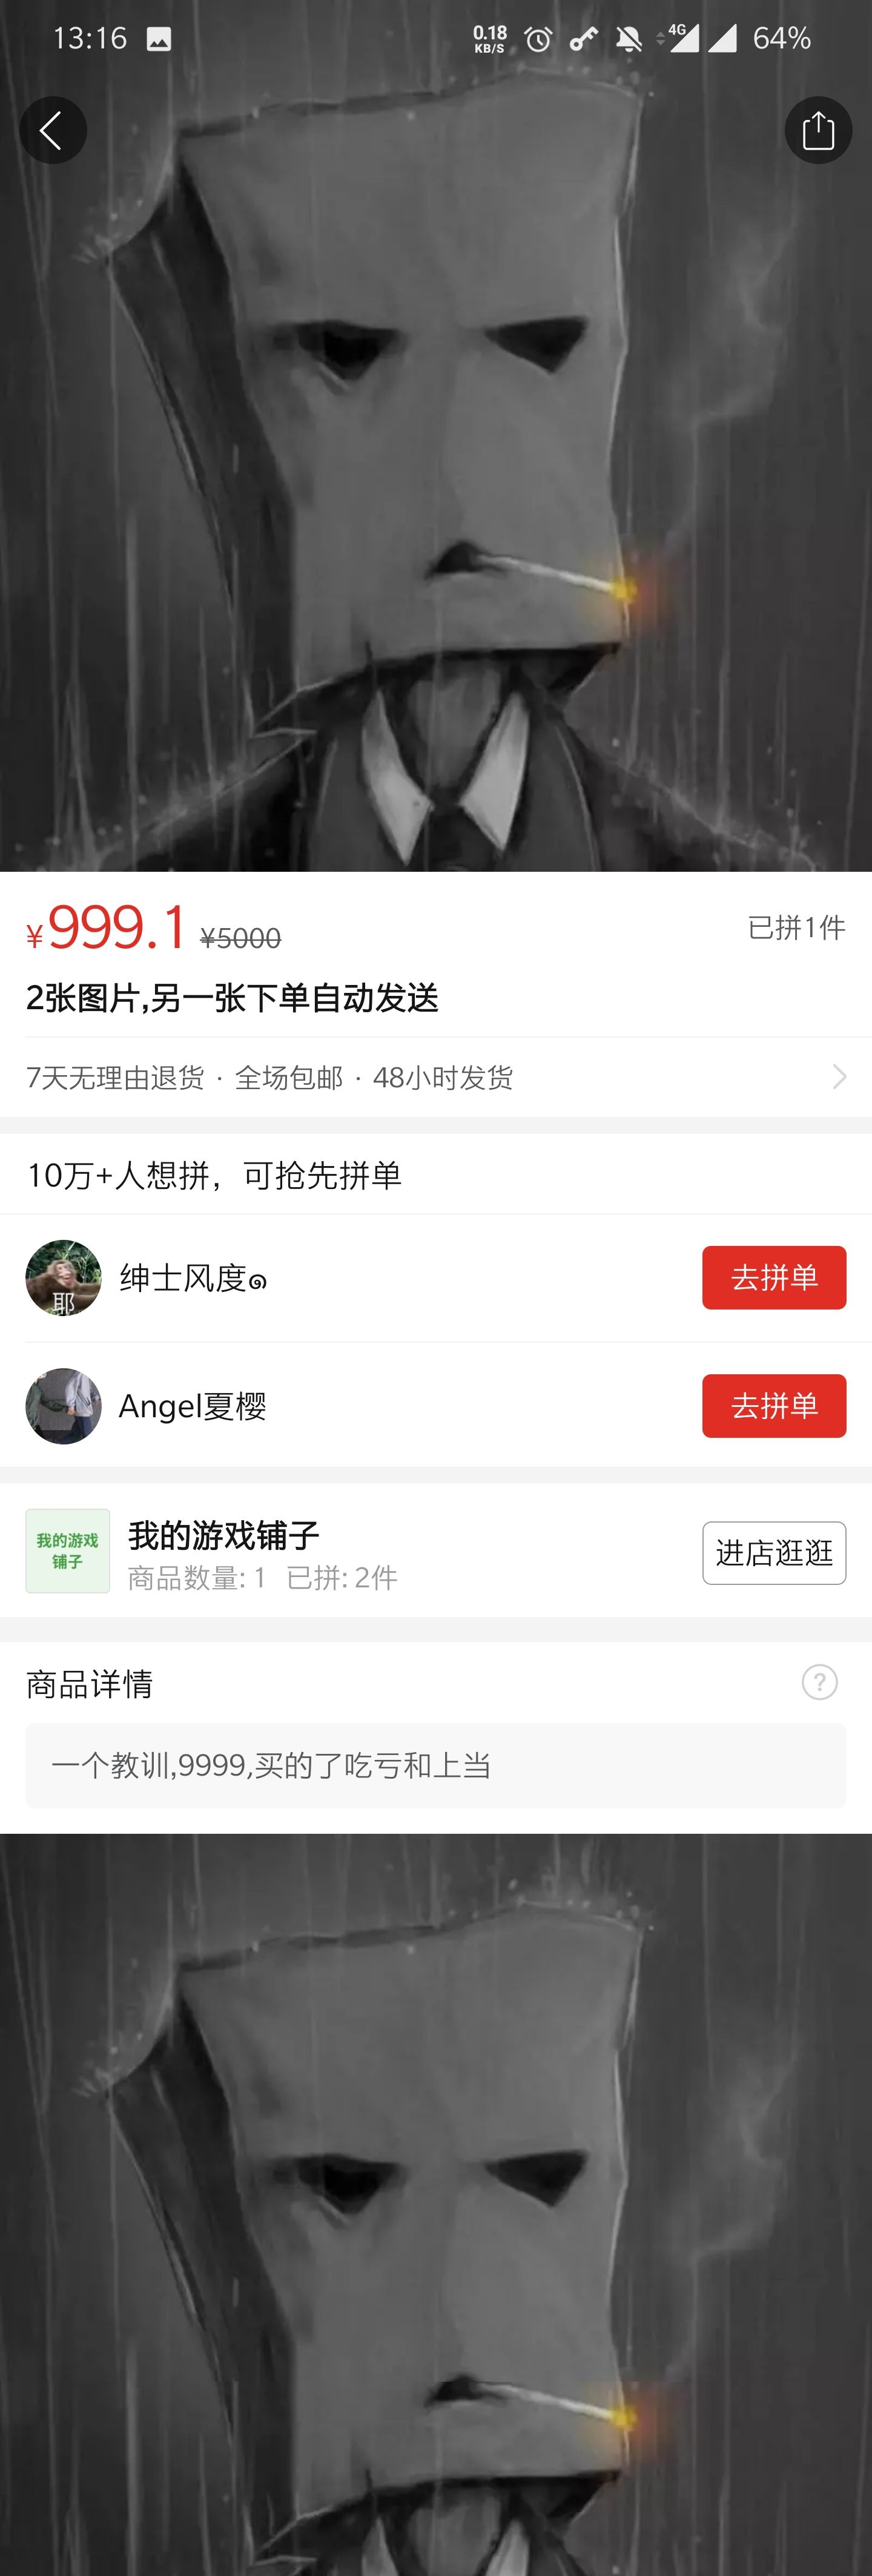 13:16
0.18
KB/S
4G
64%
¥999.1 ¥5000
已拼1件
2张图片,另一张下单自动发送
7天无理由退货 · 全场包邮 · 48小时发货
10万+人想拼，可抢先拼单
耶
绅士风度๑
去拼单
Angel夏樱
去拼单
我的游戏
铺子
我的游戏铺子
商品数量: 1 已拼: 2件
进店逛逛
商品详情
?
一个教训,9999,买的了吃亏和上当